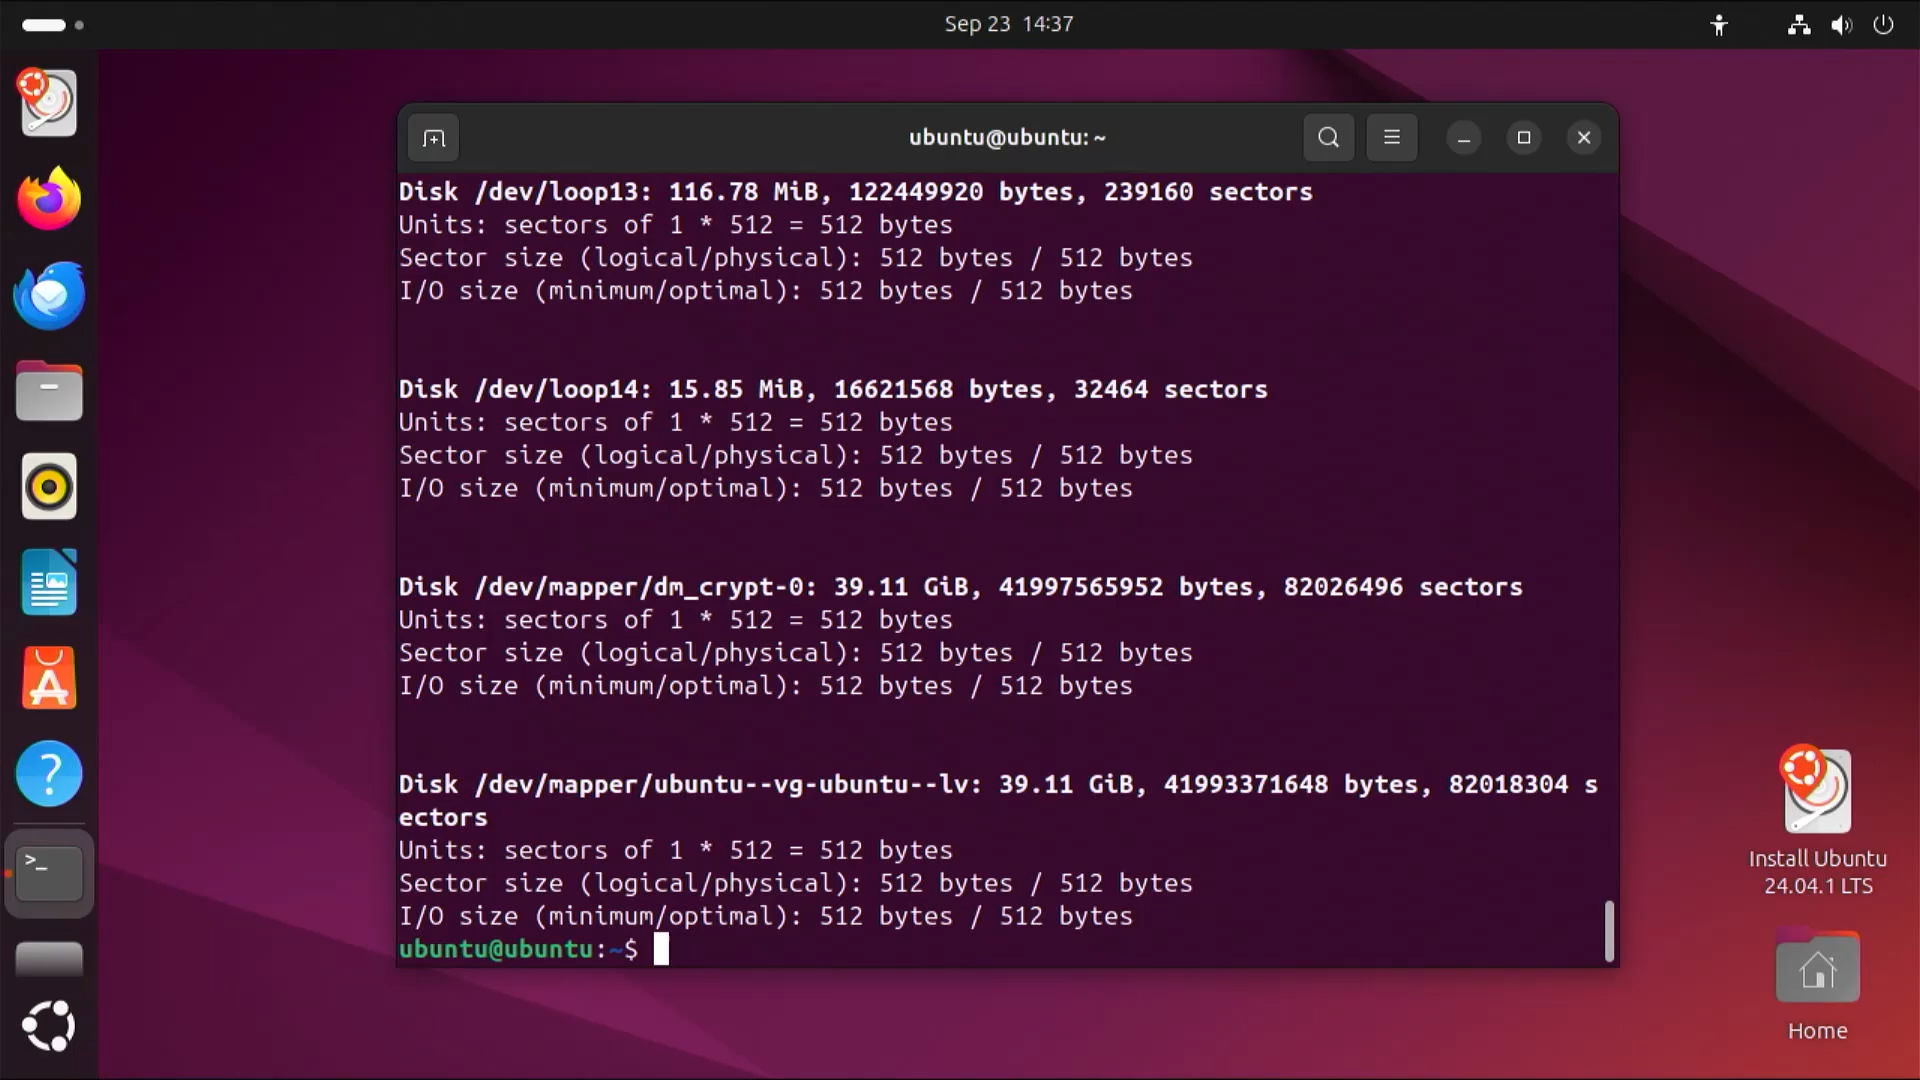 Sep 23 14:37
ubuntu@ubuntu: ~
Disk /dev/loop13: 116.78 MiB, 122449920 bytes, 239160 sectors
Units: sectors of 1 * 512 = 512 bytes
Sector size (logical/physical): 512 bytes / 512 bytes
I/O size (minimum/optimal): 512 bytes / 512 bytes
Disk /dev/loop14: 15.85 MiB, 16621568 bytes, 32464 sectors
Units: sectors of 1 * 512 = 512 bytes
Sector size (logical/physical): 512 bytes / 512 bytes
I/O size (minimum/optimal): 512 bytes / 512 bytes
Disk /dev/mapper/dm_crypt-0: 39.11 GiB, 41997565952 bytes, 82026496 sectors
Units: sectors of 1 * 512 = 512 bytes
Sector size (logical/physical): 512 bytes / 512 bytes
I/O size (minimum/optimal): 512 bytes / 512 bytes
Disk /dev/mapper/ubuntu--vg-ubuntu--lv: 39.11 GiB, 41993371648 bytes, 82018304 s
ectors
Units: sectors of 1 * 512 = 512 bytes
Sector size (logical/physical): 512 bytes / 512 bytes
I/O size (minimum/optimal): 512 bytes / 512 bytes
ubuntu@ubuntu:~$
Install Ubuntu
24.04.1 LTS
Home